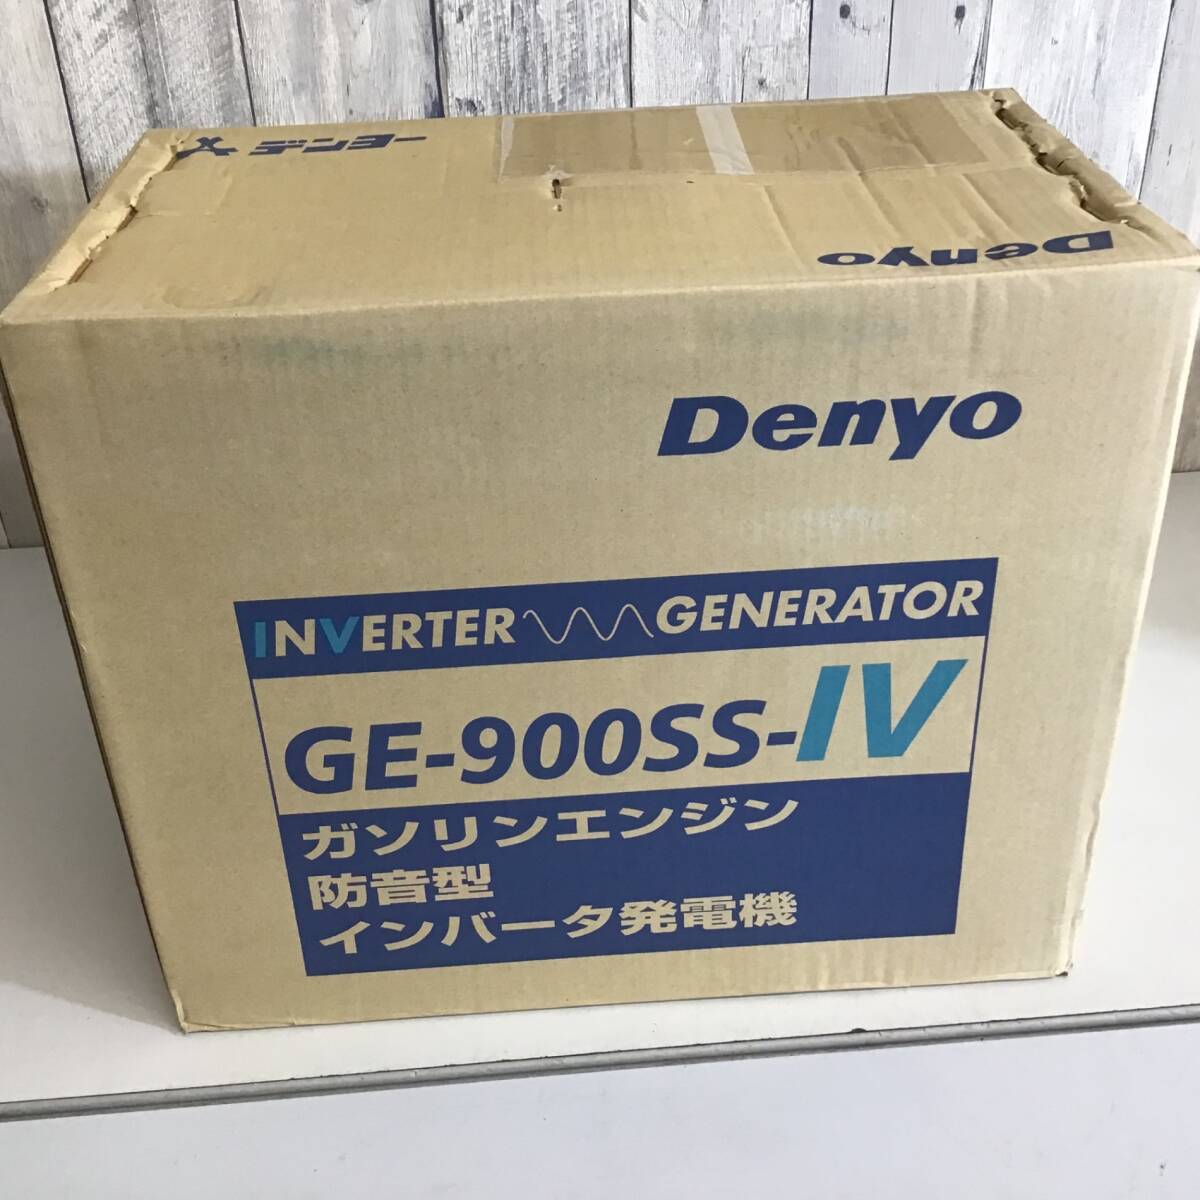 デンヨー
Denyo
Denyo
INVERTER GENERATOR
GE-900SS-IV
ガソリンエンジン
防音型
インバータ発電機